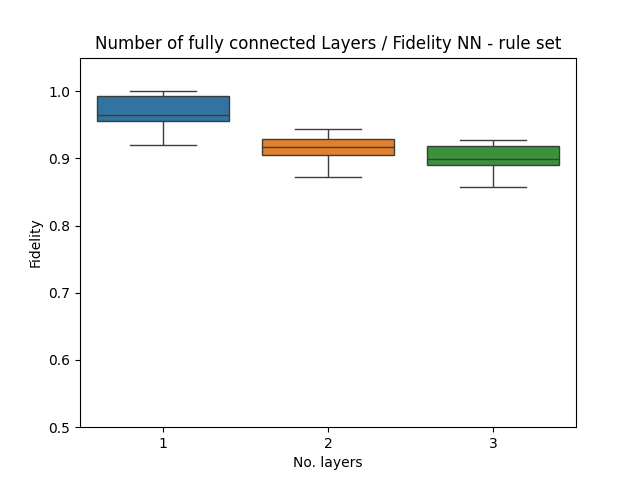 Number of fully connected Layers / Fidelity NN - rule set
1.0
0.9
0.8
0.7
0.6
0.5
Fidelity
1 2 3
No. layers